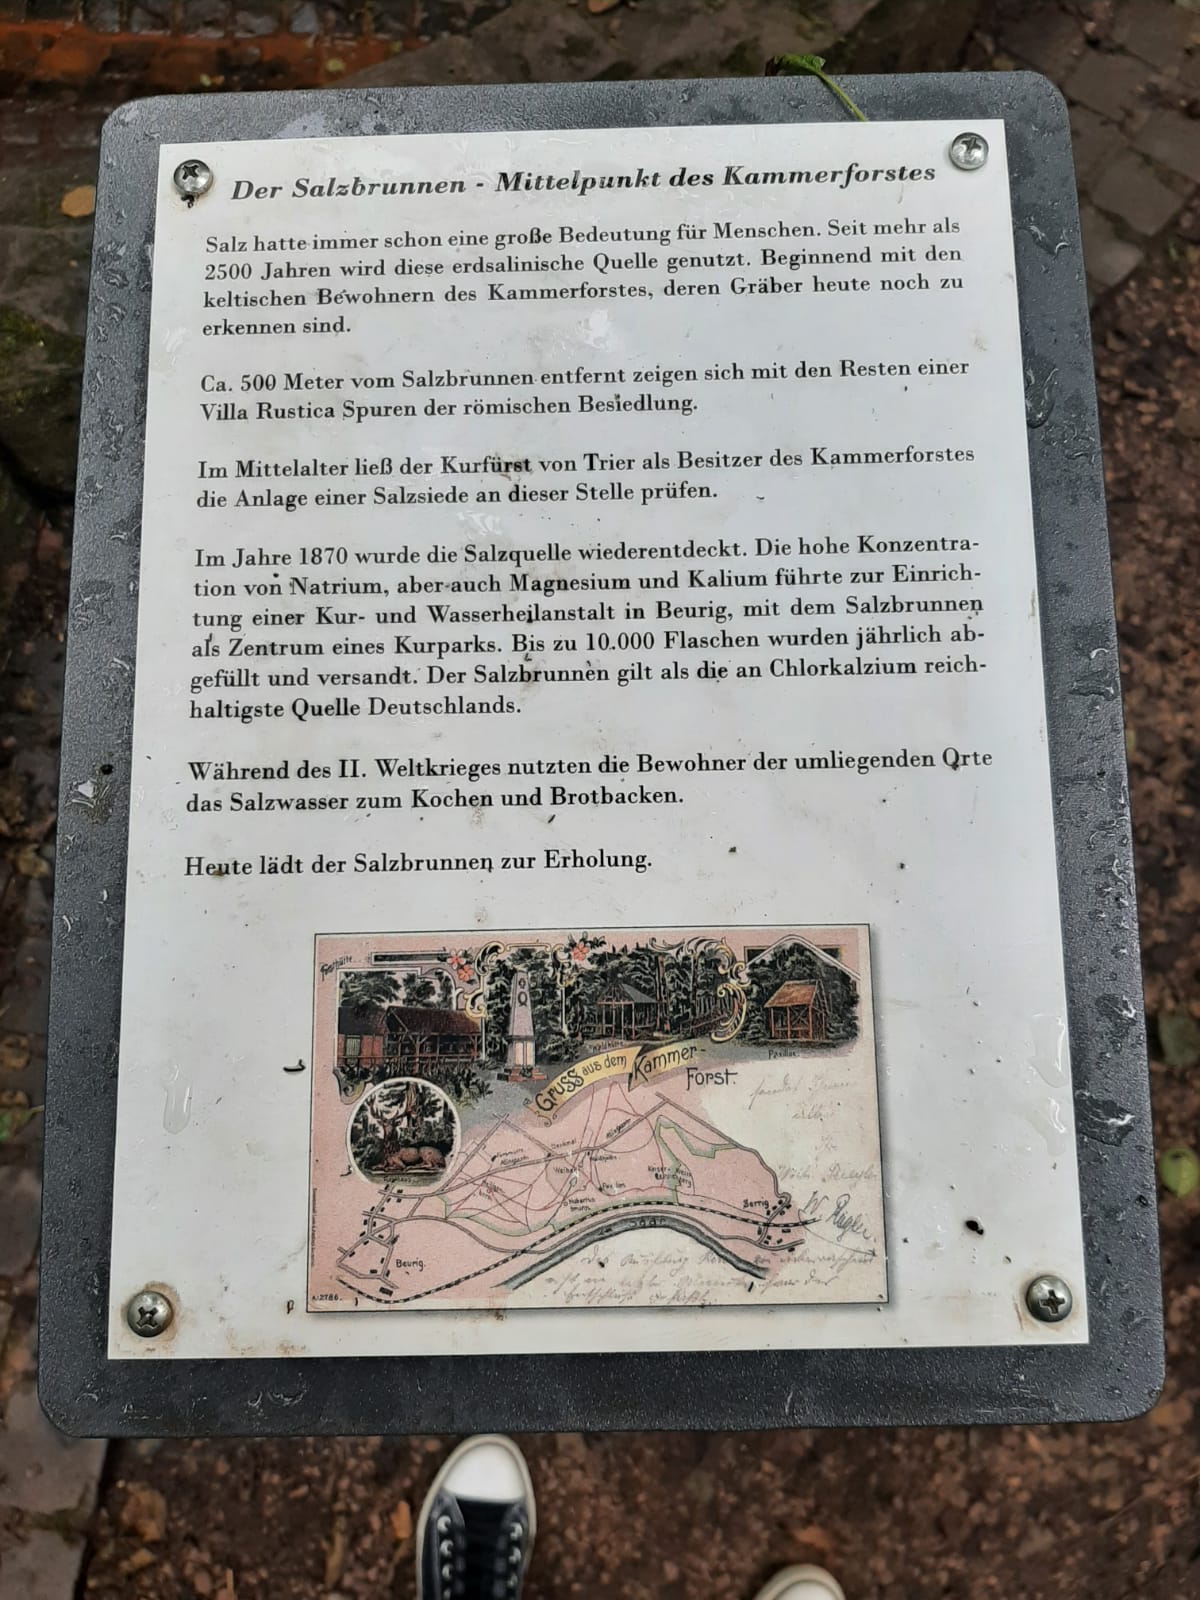 Der Salzbrunnen - Mittelpunkt des Kammerforstes
Salz hatte immer schon eine große Bedeutung für Menschen. Seit mehr als
2500 Jahren wird diese erdsalinische Quelle genutzt. Beginnend mit den
keltischen Bewohnern des Kammerforstes, deren Gräber heute noch zu
erkennen sind.
Ca. 500 Meter vom Salzbrunnen entfernt zeigen sich mit den Resten einer
Villa Rustica Spuren der römischen Besiedlung.
Im Mittelalter ließ der Kurfürst von Trier als Besitzer des Kammerforstes
die Anlage einer Salzsiede an dieser Stelle prüfen.
Im Jahre 1870 wurde die Salzquelle wiederentdeckt. Die hohe Konzentra-
tion von Natrium, aber auch Magnesium und Kalium führte zur Einrich-
tung einer Kur- und Wasserheilanstalt in Beurig, mit dem Salzbrunnen
als Zentrum eines Kurparks. Bis zu 10.000 Flaschen wurden jährlich ab-
gefüllt und versandt. Der Salzbrunnen gilt als die an Chlorkalzium reich-
haltigste Quelle Deutschlands.
Während des II. Weltkrieges nutzten die Bewohner der umliegenden Orte
das Salzwasser zum Kochen und Brotbacken.
Heute lädt der Salzbrunnen zur Erholung.
Pavillon
Gruss aus dem Kammer-
Forst.
Denkmal
Weiher
Serrig
Saar
Beurig.